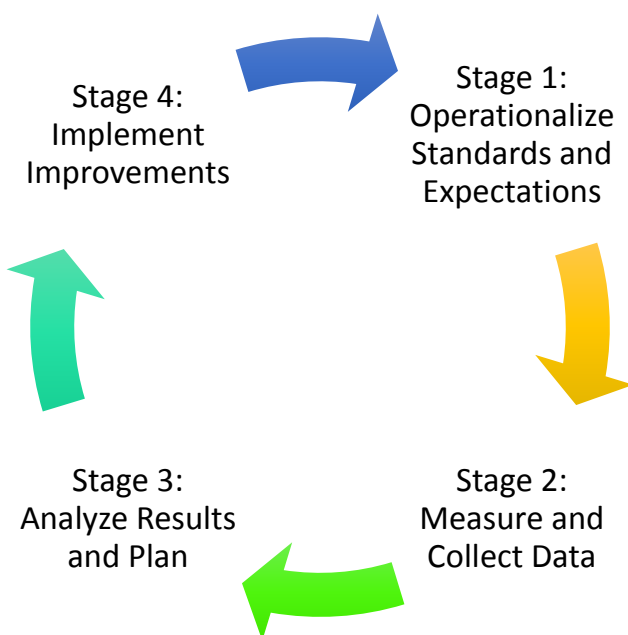 Stage 4:
Implement
Improvements
Stage 1:
Operationalize
Standards and
Expectations
Stage 3:
Analyze Results
and Plan
Stage 2:
Measure and
Collect Data